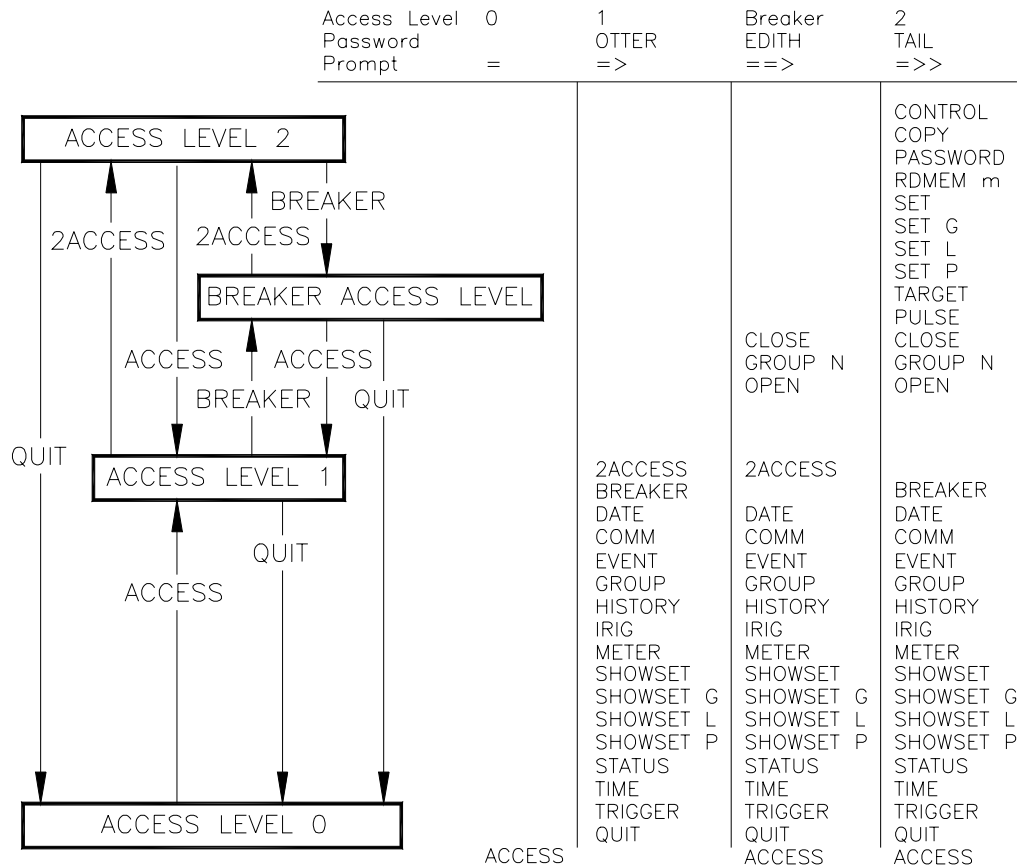 Access Level 0 1 Breaker 2
Password OTTER EDITH TAIL
Prompt = => ==> =>>
CONTROL
ACCESS LEVEL 2
COPY
PASSWORD
RDMEM m
BREAKER SET
SET G
2ACCESS 2ACCESS
SET L
SET P
BREAKER ACCESS LEVEL TARGET
PULSE
CLOSE CLOSE
ACCESS ACCESS GROUP N GROUP N
OPEN OPEN
BREAKER QUIT
QUIT
ACCESS LEVEL 1 2ACCESS 2ACCESS
BREAKER BREAKER
DATE DATE DATE
COMM COMM COMM
QUIT EVENT EVENT EVENT
GROUP GROUP GROUP
ACCESS
HISTORY HISTORY HISTORY
IRIG IRIG IRIG
METER METER METER
SHOWSET SHOWSET SHOWSET
SHOWSET G SHOWSET G SHOWSET G
SHOWSET L SHOWSET L SHOWSET L
SHOWSET P SHOWSET P SHOWSET P
STATUS STATUS STATUS
TIME TIME TIME
TRIGGER TRIGGER TRIGGER
ACCESS LEVEL 0
QUIT QUIT QUIT
ACCESS ACCESS ACCESS